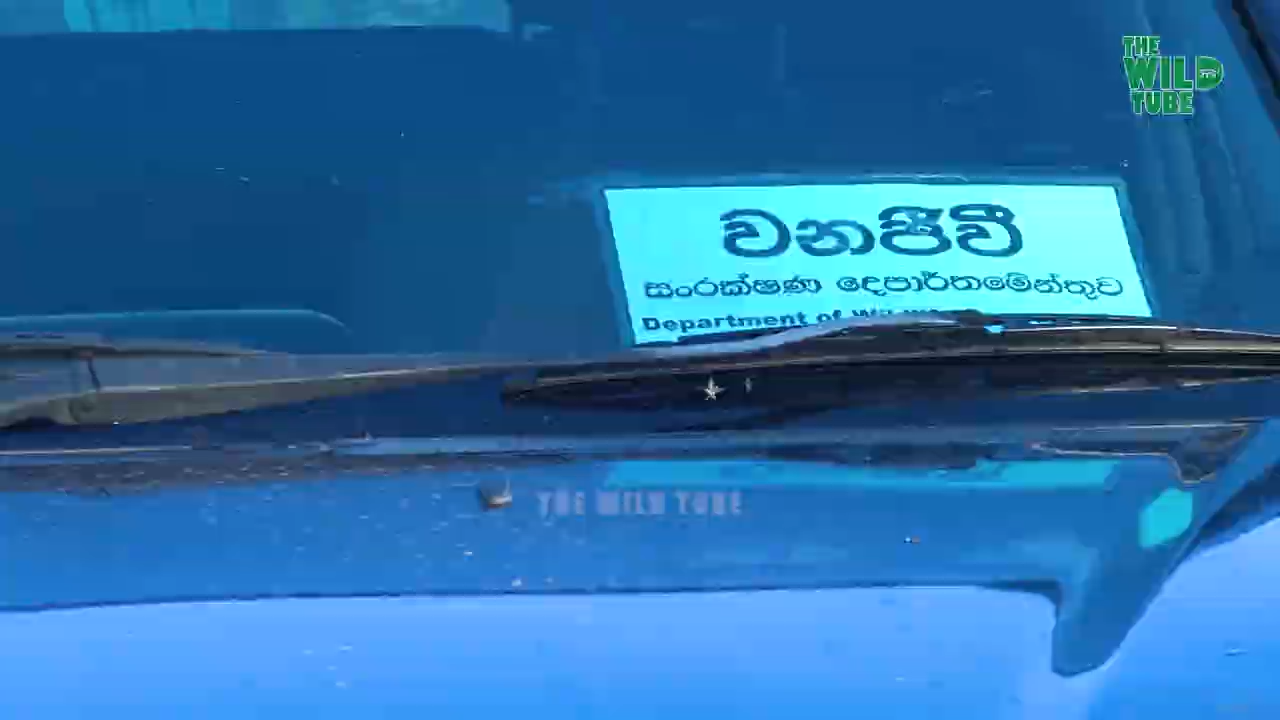 THE
WILD
TUBE
වනජීවී
සංරක්ෂණ දෙපාර්තමේන්තුව
Department of
THE WILD TUBE